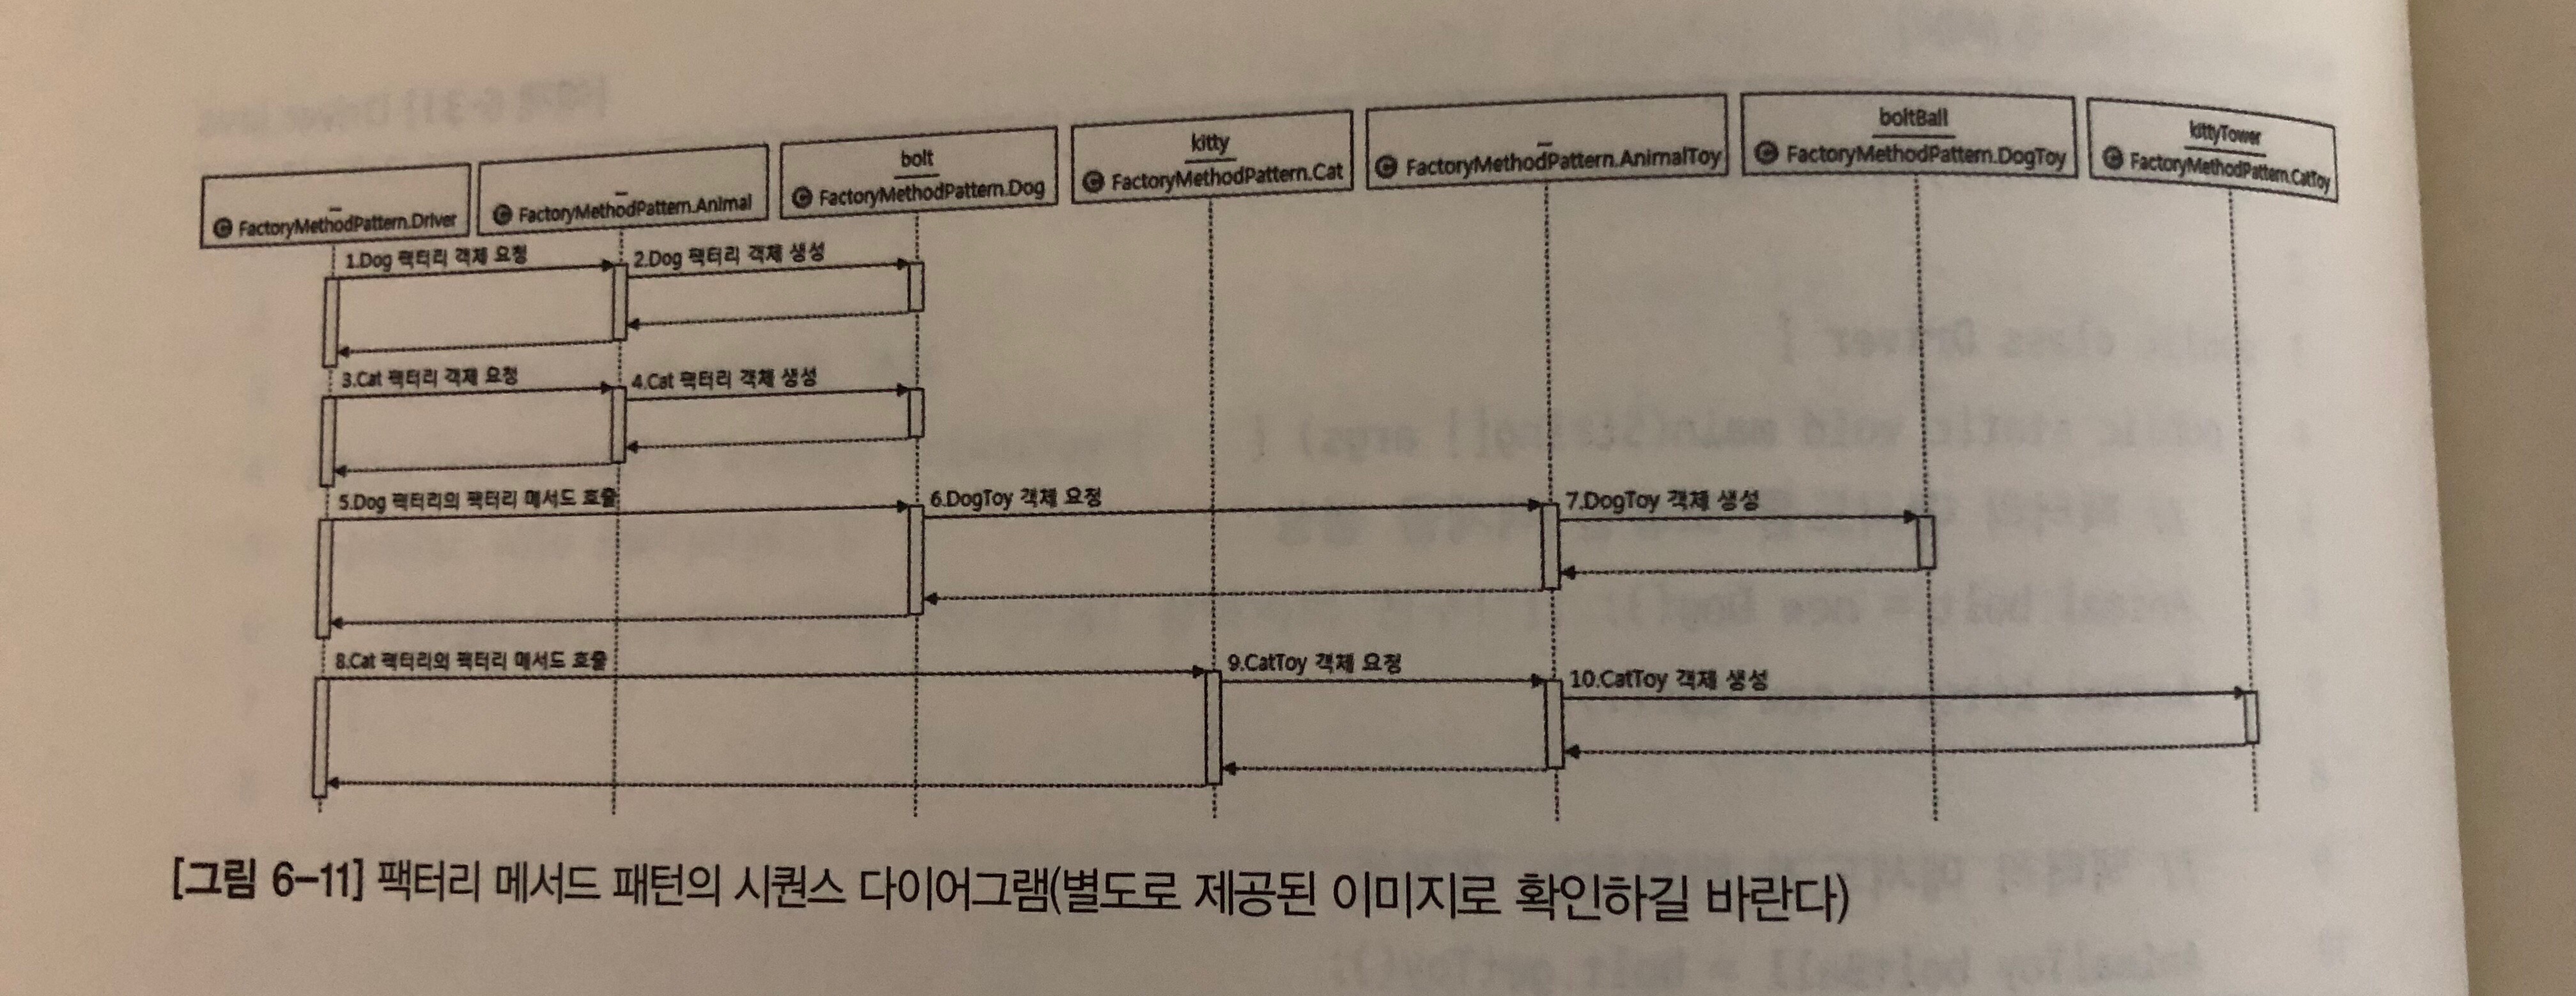 bolt
kitty
boltBall
kittyTower
C FactoryMethodPattern.Driver
C FactoryMethodPattern.Animal
C FactoryMethodPattern.Dog
C FactoryMethodPattern.Cat
C FactoryMethodPattern.AnimalToy
C FactoryMethodPattern.DogToy
C FactoryMethodPattern.CatToy
1.Dog 팩터리 객체 요청
2.Dog 팩터리 객체 생성
3.Cat 팩터리 객체 요청
4.Cat 팩터리 객체 생성
5.Dog 팩터리의 팩터리 메서드 호출
6.DogToy 객체 요청
7.DogToy 객체 생성
8.Cat 팩터리의 팩터리 메서드 호출
9.CatToy 객체 요청
10.CatToy 객체 생성
[그림 6-11] 팩터리 메서드 패턴의 시퀀스 다이어그램(별도로 제공된 이미지로 확인하길 바란다)